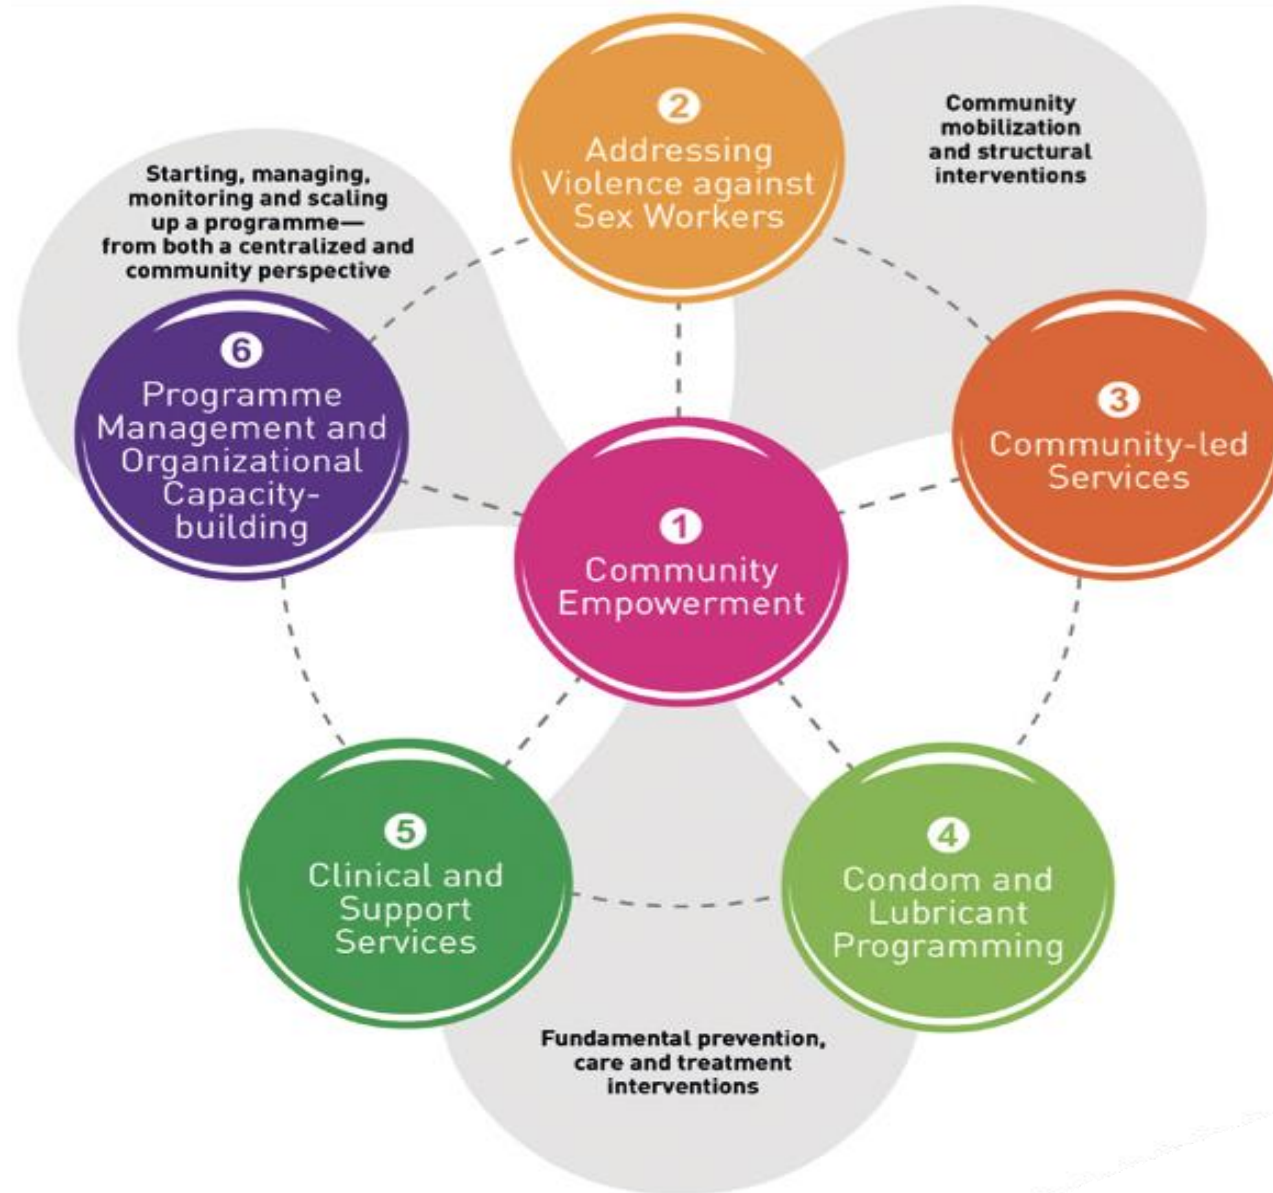 2
Addressing
Violence against
Sex Workers
Community
mobilization
and structural
interventions
Starting, managing,
monitoring and scaling
up a programme—
from both a centralized and
community perspective
6
Programme
Management and
Organizational
Capacity-
building
3
Community-led
Services
1
Community
Empowerment
5
Clinical and
Support
Services
4
Condom and
Lubricant
Programming
Fundamental prevention,
care and treatment
interventions